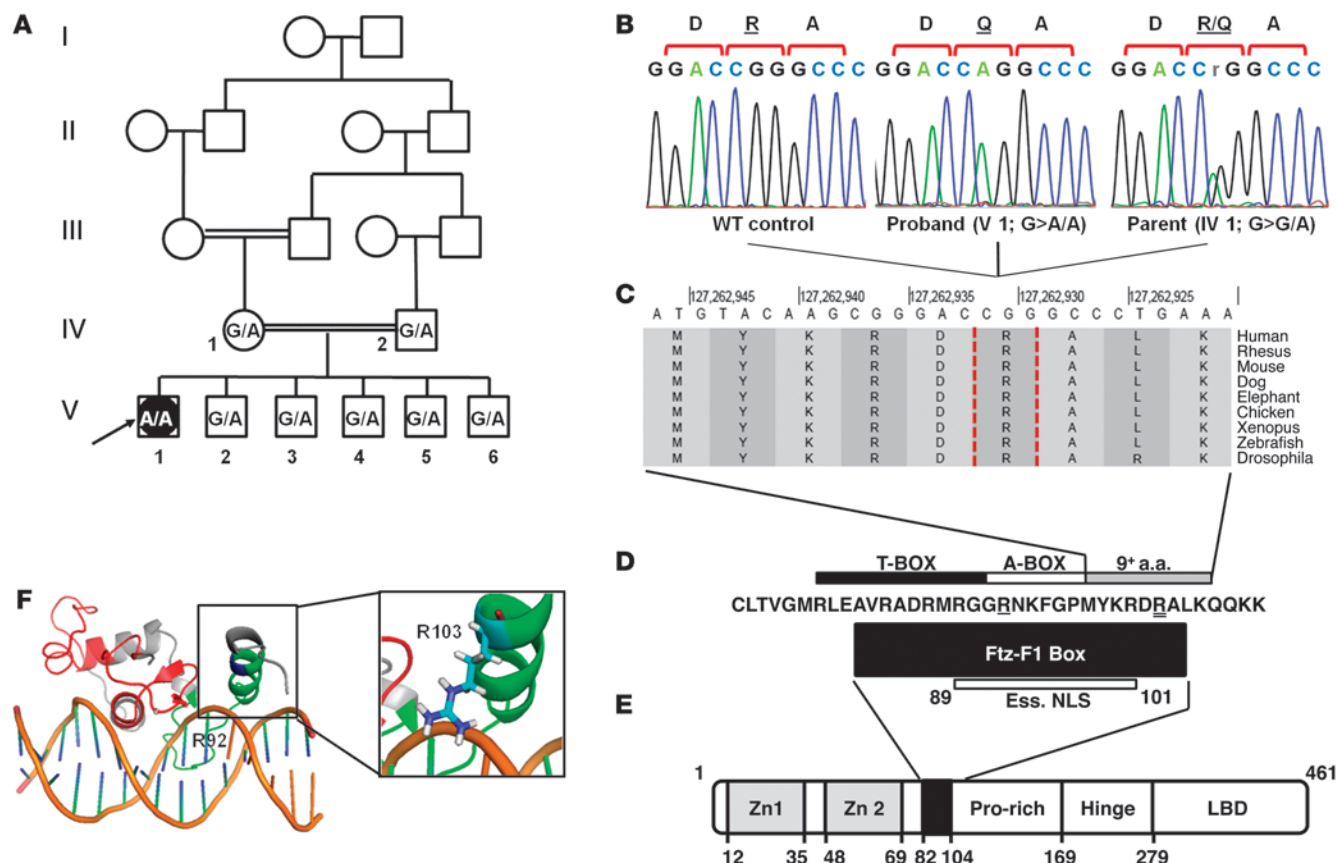 A
I
II
III
IV
V
G/A G/A
1 2
A/A G/A G/A G/A G/A G/A
1 2 3 4 5 6
B
D R A
G G A C C G G G C C C
WT control
D Q A
G G A C C A G G C C C
Proband (V 1; G>A/A)
D R/Q A
G G A C C r G G C C C
Parent (IV 1; G>G/A)
C
|127,262,945 |127,262,940 |127,262,935 |127,262,930 |127,262,925 |
A T G T A C A A G C G G G A C C G G G C C C T G A A A
M Y K R D R A L K Human
M Y K R D R A L K Rhesus
M Y K R D R A L K Mouse
M Y K R D R A L K Dog
M Y K R D R A L K Elephant
M Y K R D R A L K Chicken
M Y K R D R A L K Xenopus
M Y K R D R A L K Zebrafish
M Y K R D R A R K Drosophila
D
T-BOX A-BOX 9+ a.a.
CLTVGMRLEAVRADRMRGGRNKFGPMYKRDRALKQQKK
Ftz-F1 Box
89 Ess. NLS 101
E
1 461
Zn1 Zn 2 Pro-rich Hinge LBD
12 35 48 69 82 104 169 279
F
R92
R103